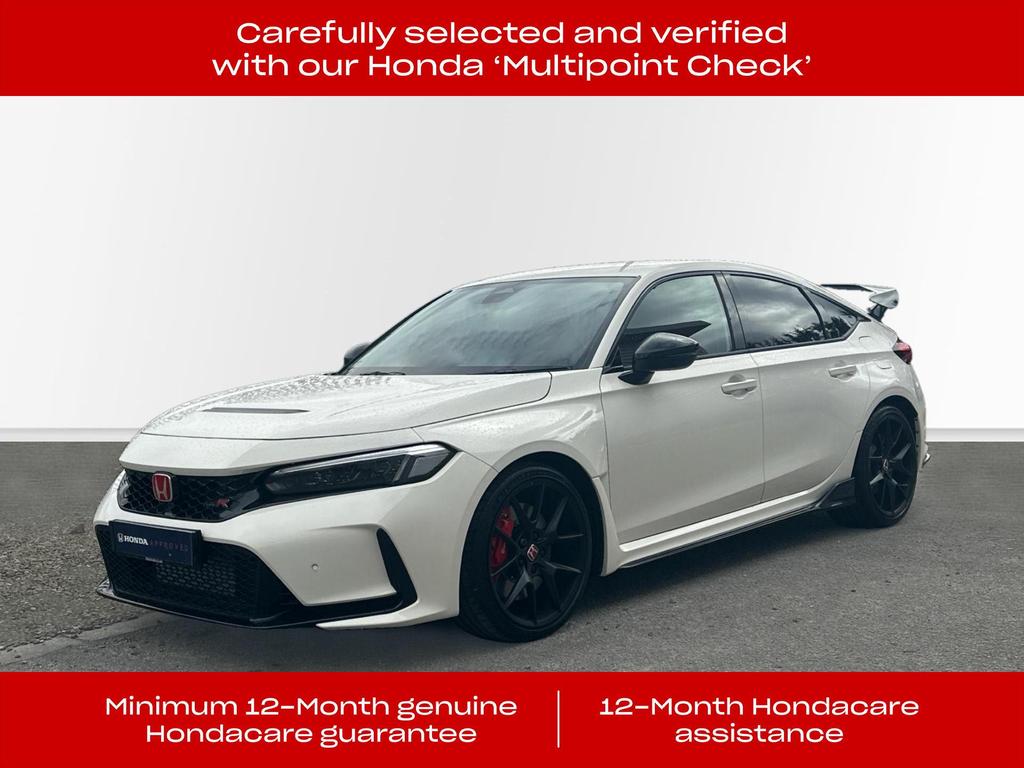 Carefully selected and verified
with our Honda ‘Multipoint Check’
HONDA APPROVED
Minimum 12-Month genuine
Hondacare guarantee
12-Month Hondacare
assistance